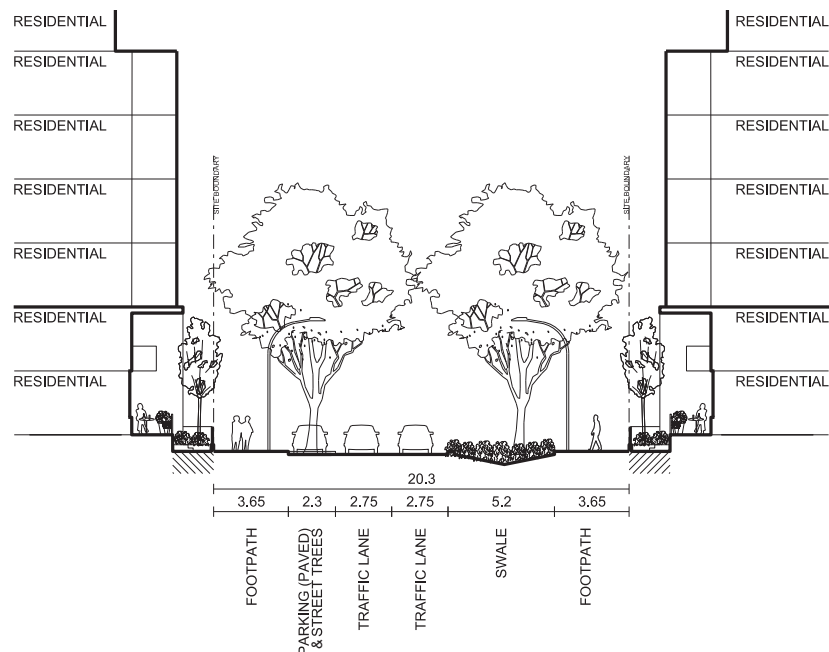 RESIDENTIAL
RESIDENTIAL
RESIDENTIAL
RESIDENTIAL
RESIDENTIAL
RESIDENTIAL
RESIDENTIAL
RESIDENTIAL
RESIDENTIAL
RESIDENTIAL
RESIDENTIAL
RESIDENTIAL
RESIDENTIAL
RESIDENTIAL
SITE BOUNDARY
SITE BOUNDARY
20.3
3.65 2.3 2.75 2.75 5.2 3.65
FOOTPATH
PARKING (PAVED)
& STREET TREES
TRAFFIC LANE
TRAFFIC LANE
SWALE
FOOTPATH